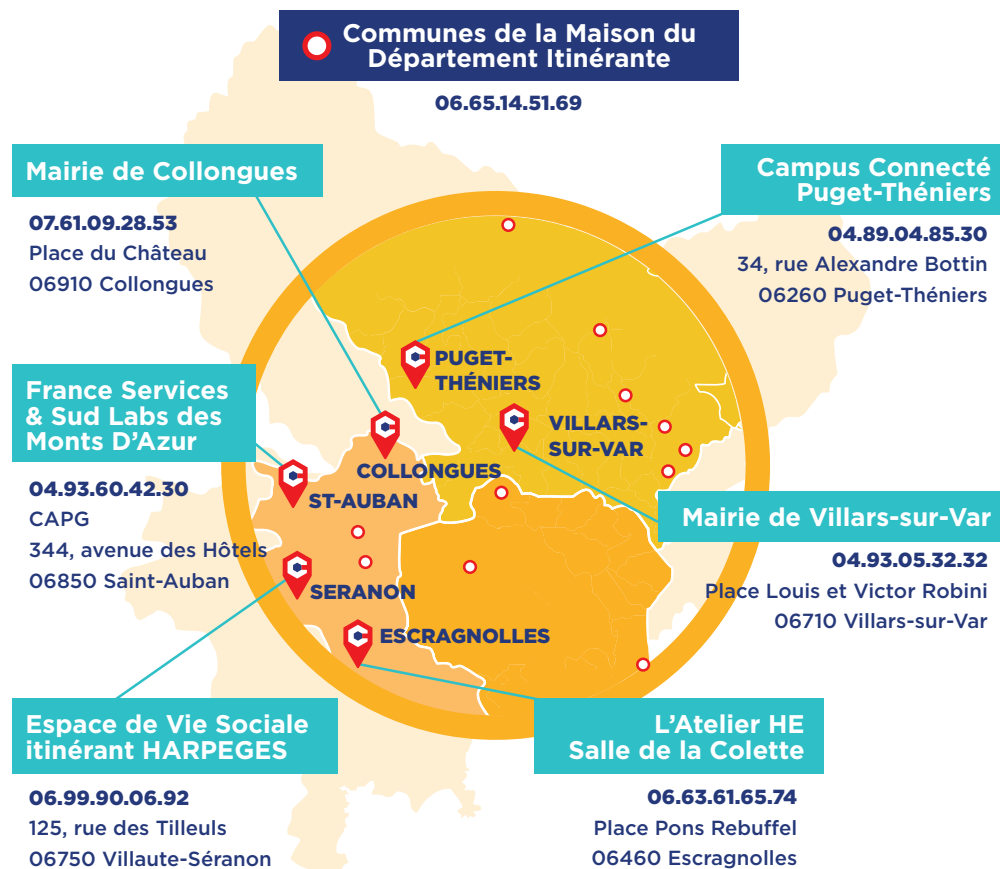 Communes de la Maison du
Département Itinérante
06.65.14.51.69
Mairie de Collongues
07.61.09.28.53
Place du Château
06910 Collongues
Campus Connecté
Puget-Théniers
04.89.04.85.30
34, rue Alexandre Bottin
06260 Puget-Théniers
France Services
& Sud Labs des
Monts D'Azur
04.93.60.42.30
CAPG
344, avenue des Hôtels
06850 Saint-Auban
PUGET-
THÉNIERS
VILLARS-
SUR-VAR
COLLONGUES
ST-AUBAN
SERANON
ESCRAGNOLLES
Mairie de Villars-sur-Var
04.93.05.32.32
Place Louis et Victor Robini
06710 Villars-sur-Var
Espace de Vie Sociale
itinérant HARPEGES
06.99.90.06.92
125, rue des Tilleuls
06750 Villaute-Séranon
L'Atelier HE
Salle de la Colette
06.63.61.65.74
Place Pons Rebuffel
06460 Escragnolles